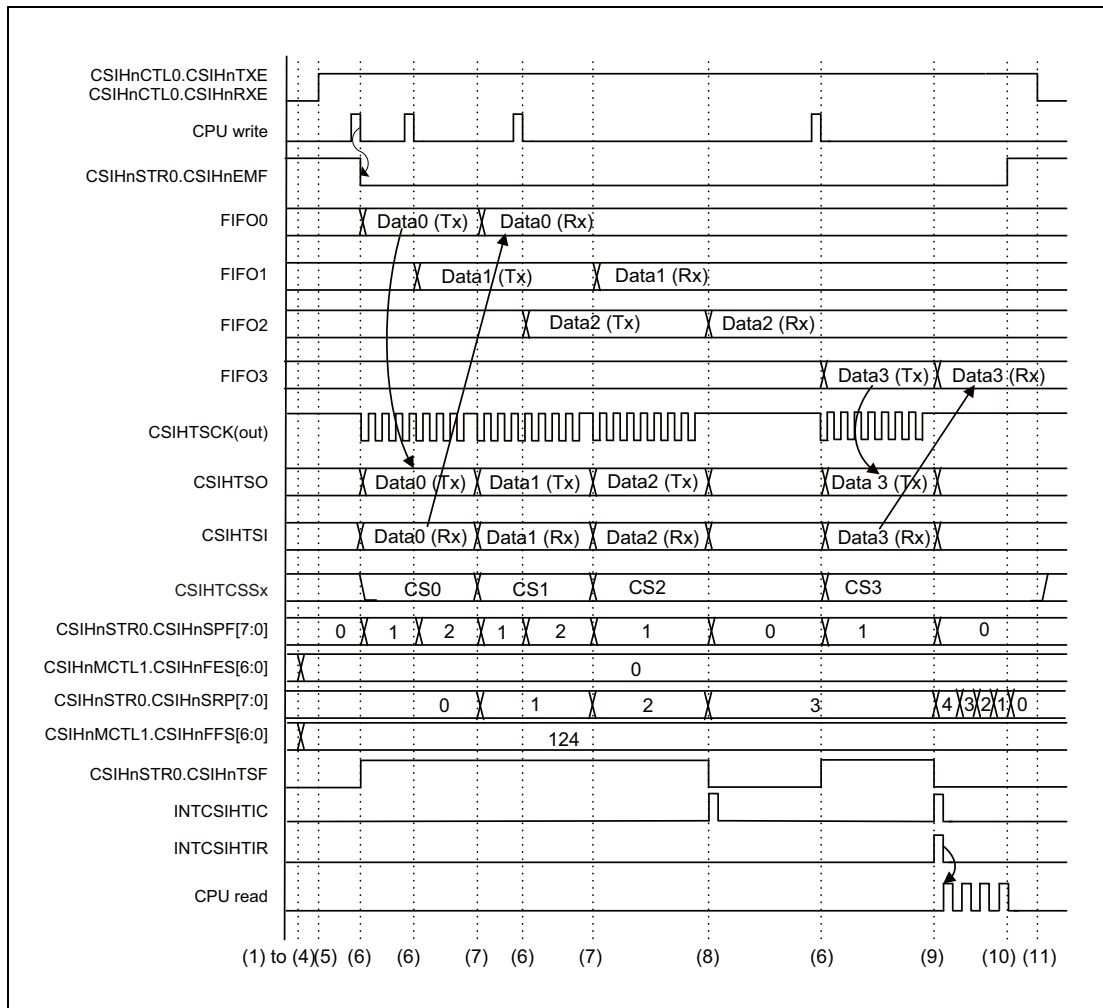 CSIHnCTL0.CSIHnTXE
CSIHnCTL0.CSIHnRXE
CPU write
CSIHnSTR0.CSIHnEMF
FIFO0 Data0 (Tx) Data0 (Rx)
FIFO1 Data1 (Tx) Data1 (Rx)
FIFO2 Data2 (Tx) Data2 (Rx)
FIFO3 Data3 (Tx) Data3 (Rx)
CSIHTSCK(out)
CSIHTSO Data0 (Tx) Data1 (Tx) Data2 (Tx) Data 3 (Tx)
CSIHTSI Data0 (Rx) Data1 (Rx) Data2 (Rx) Data3 (Rx)
CSIHTCSSx CS0 CS1 CS2 CS3
CSIHnSTR0.CSIHnSPF[7:0] 0 1 2 1 2 1 0 1 0
CSIHnMCTL1.CSIHnFES[6:0] 0
CSIHnSTR0.CSIHnSRP[7:0] 0 1 2 3 4 3 2 1 0
CSIHnMCTL1.CSIHnFFS[6:0] 124
CSIHnSTR0.CSIHnTSF
INTCSIHTIC
INTCSIHTIR
CPU read
(1) to (4)(5) (6) (6) (7) (6) (7) (8) (6) (9) (10) (11)